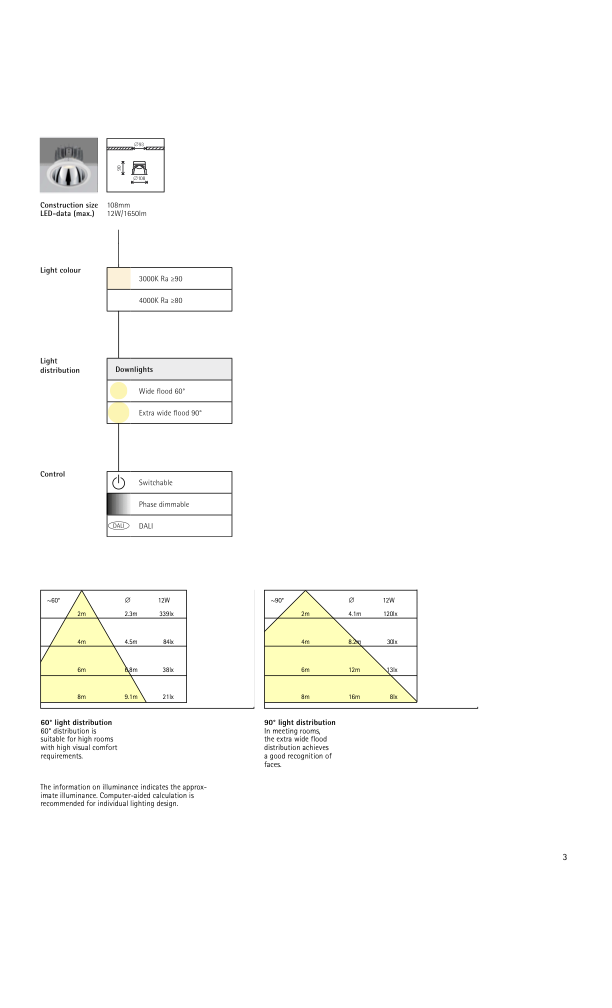 Ø 93
90
Ø 108
Construction size 108mm
LED-data (max.) 12W/1650lm
Light colour
3000K Ra ≥90
4000K Ra ≥80
Light
distribution
Downlights
Wide flood 60°
Extra wide flood 90°
Control
Switchable
Phase dimmable
DALI DALI
~60° Ø 12W
2m 2.3m 339lx
4m 4.5m 84lx
6m 6.8m 38lx
8m 9.1m 21lx
~90° Ø 12W
2m 4.1m 120lx
4m 8.2m 30lx
6m 12m 13lx
8m 16m 8lx
60° light distribution
60° distribution is
suitable for high rooms
with high visual comfort
requirements.
90° light distribution
In meeting rooms,
the extra wide flood
distribution achieves
a good recognition of
faces.
The information on illuminance indicates the approx-
imate illuminance. Computer-aided calculation is
recommended for individual lighting design.
3